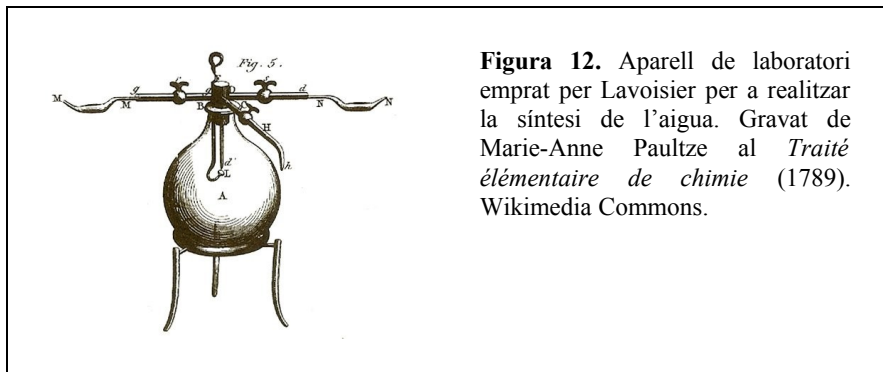 Fig. 5.
M
g
r
s
d
N
M
N
B
H
h.
d'
L
A
Figura 12. Aparell de laboratori
emprat per Lavoisier per a realitzar
la síntesi de l’aigua. Gravat de
Marie-Anne Paultze al Traité
élémentaire de chimie (1789).
Wikimedia Commons.